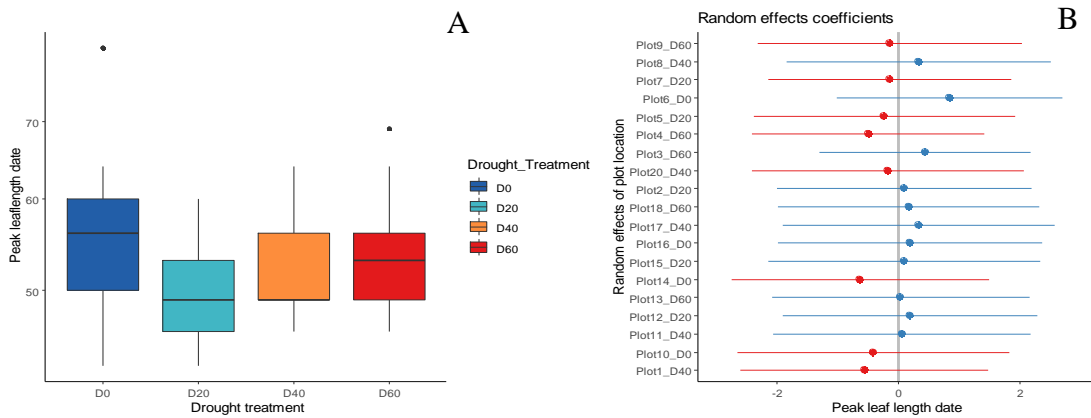 A
Peak leaflength date
70
60
50
D0
D20
D40
D60
Drought treatment
Drought_Treatment
D0
D20
D40
D60
B
Random effects coefficients
Random effects of plot location
Plot9_D60
Plot8_D40
Plot7_D20
Plot6_D0
Plot5_D20
Plot4_D60
Plot3_D60
Plot20_D40
Plot2_D20
Plot18_D60
Plot17_D40
Plot16_D0
Plot15_D20
Plot14_D0
Plot13_D60
Plot12_D20
Plot11_D40
Plot10_D0
Plot1_D40
-2
0
2
Peak leaf length date